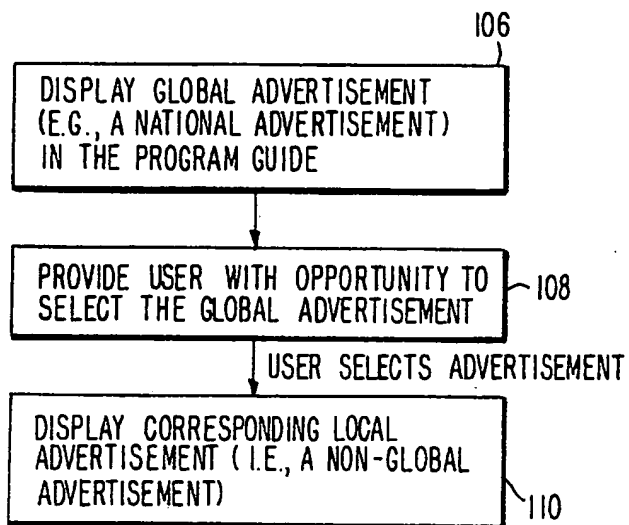 106
DISPLAY GLOBAL ADVERTISEMENT
(E.G., A NATIONAL ADVERTISEMENT)
IN THE PROGRAM GUIDE
PROVIDE USER WITH OPPORTUNITY TO
SELECT THE GLOBAL ADVERTISEMENT
108
USER SELECTS ADVERTISEMENT
DISPLAY CORRESPONDING LOCAL
ADVERTISEMENT (I.E., A NON-GLOBAL
ADVERTISEMENT)
110